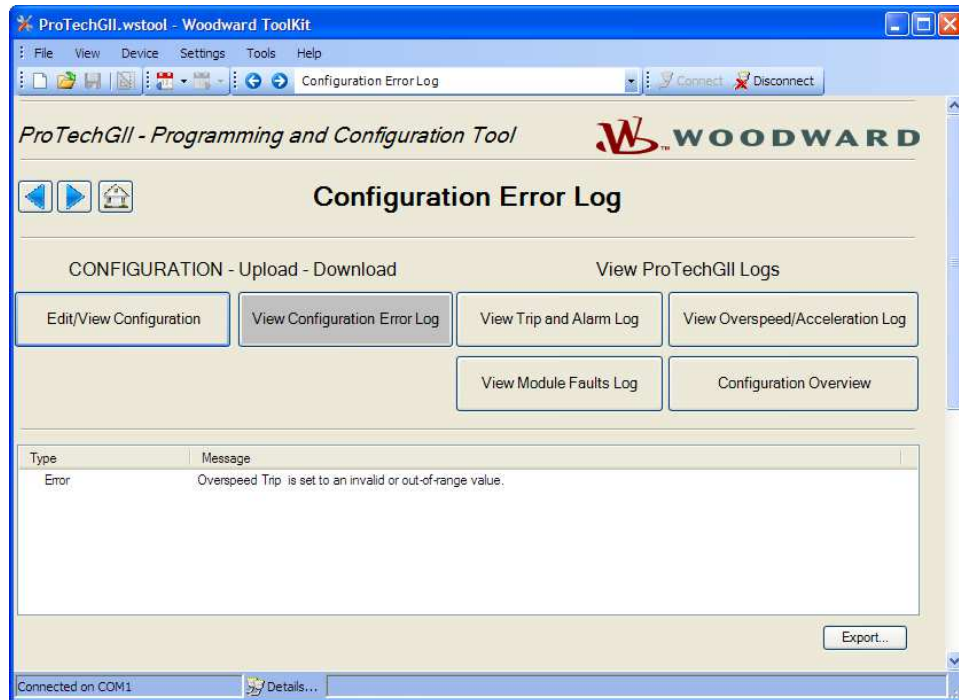 ProTechGII.wstool - Woodward ToolKit
File View Device Settings Tools Help
Configuration Error Log Connect Disconnect
ProTechGII - Programming and Configuration Tool
W TM WOODWARD
Configuration Error Log
CONFIGURATION - Upload - Download View ProTechGII Logs
Edit/View Configuration View Configuration Error Log View Trip and Alarm Log View Overspeed/Acceleration Log
View Module Faults Log Configuration Overview
Type Message
Error Overspeed Trip is set to an invalid or out-of-range value.
Export...
Connected on COM1 Details...